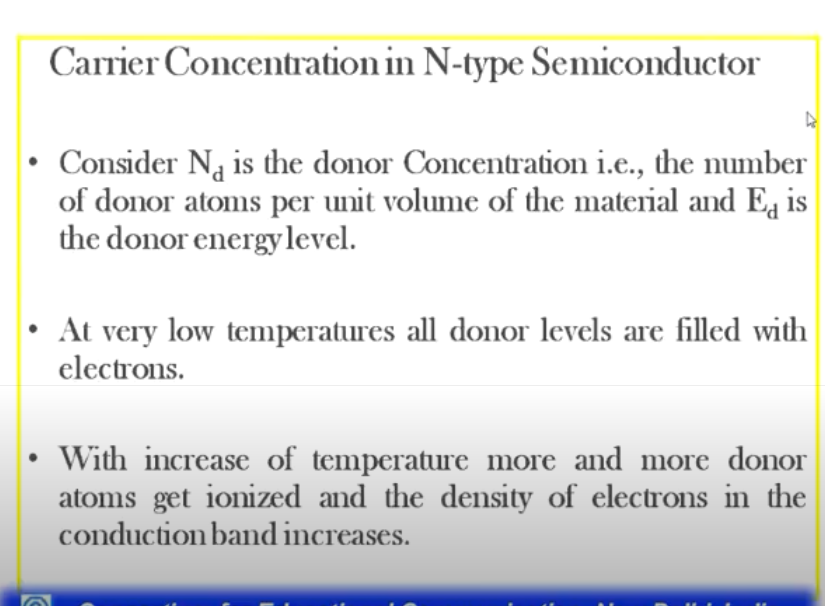 Carrier Concentration in N-type Semiconductor
• Consider Nd is the donor Concentration i.e., the number
of donor atoms per unit volume of the material and Ed is
the donor energy level.
• At very low temperatures all donor levels are filled with
electrons.
• With increase of temperature more and more donor
atoms get ionized and the density of electrons in the
conduction band increases.